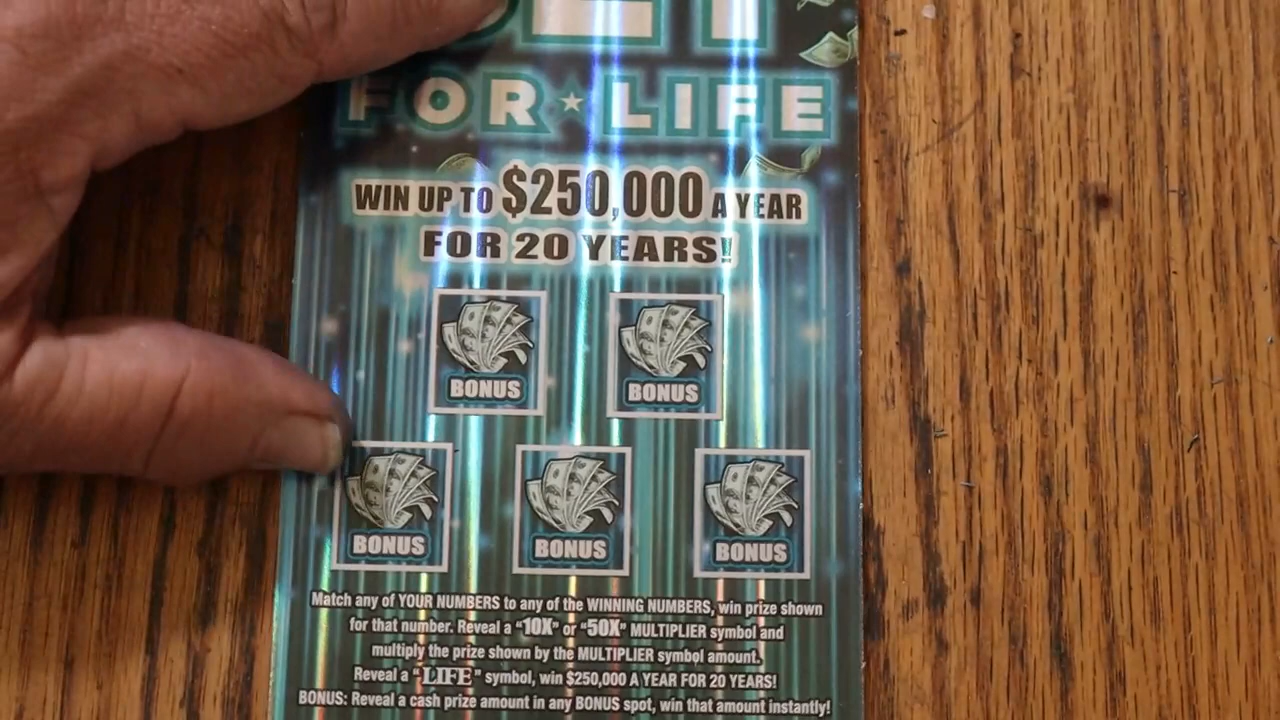 FOR★LIFE
WIN UP TO $250,000 A YEAR
FOR 20 YEARS!
BONUS BONUS
BONUS BONUS BONUS
Match any of YOUR NUMBERS to any of the WINNING NUMBERS, win prize shown
for that number. Reveal a "10X" or "50X" MULTIPLIER symbol and
multiply the prize shown by the MULTIPLIER symbol amount.
Reveal a "LIFE" symbol, win $250,000 A YEAR FOR 20 YEARS!
BONUS: Reveal a cash prize amount in any BONUS spot, win that amount instantly!